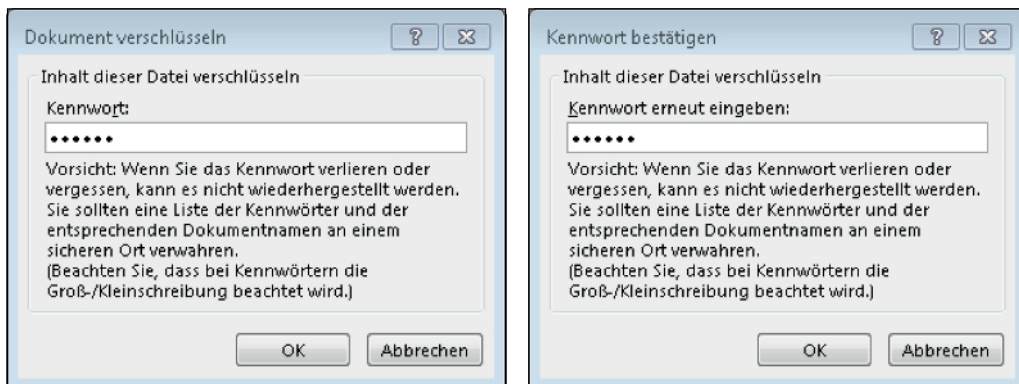 Dokument verschlüsseln
Inhalt dieser Datei verschlüsseln
Kennwort:
••••••
Vorsicht: Wenn Sie das Kennwort verlieren oder
vergessen, kann es nicht wiederhergestellt werden.
Sie sollten eine Liste der Kennwörter und der
entsprechenden Dokumentnamen an einem
sicheren Ort verwahren.
(Beachten Sie, dass bei Kennwörtern die
Groß-/Kleinschreibung beachtet wird.)
OK Abbrechen
Kennwort bestätigen
Inhalt dieser Datei verschlüsseln
Kennwort erneut eingeben:
••••••
Vorsicht: Wenn Sie das Kennwort verlieren oder
vergessen, kann es nicht wiederhergestellt werden.
Sie sollten eine Liste der Kennwörter und der
entsprechenden Dokumentnamen an einem
sicheren Ort verwahren.
(Beachten Sie, dass bei Kennwörtern die
Groß-/Kleinschreibung beachtet wird.)
OK Abbrechen